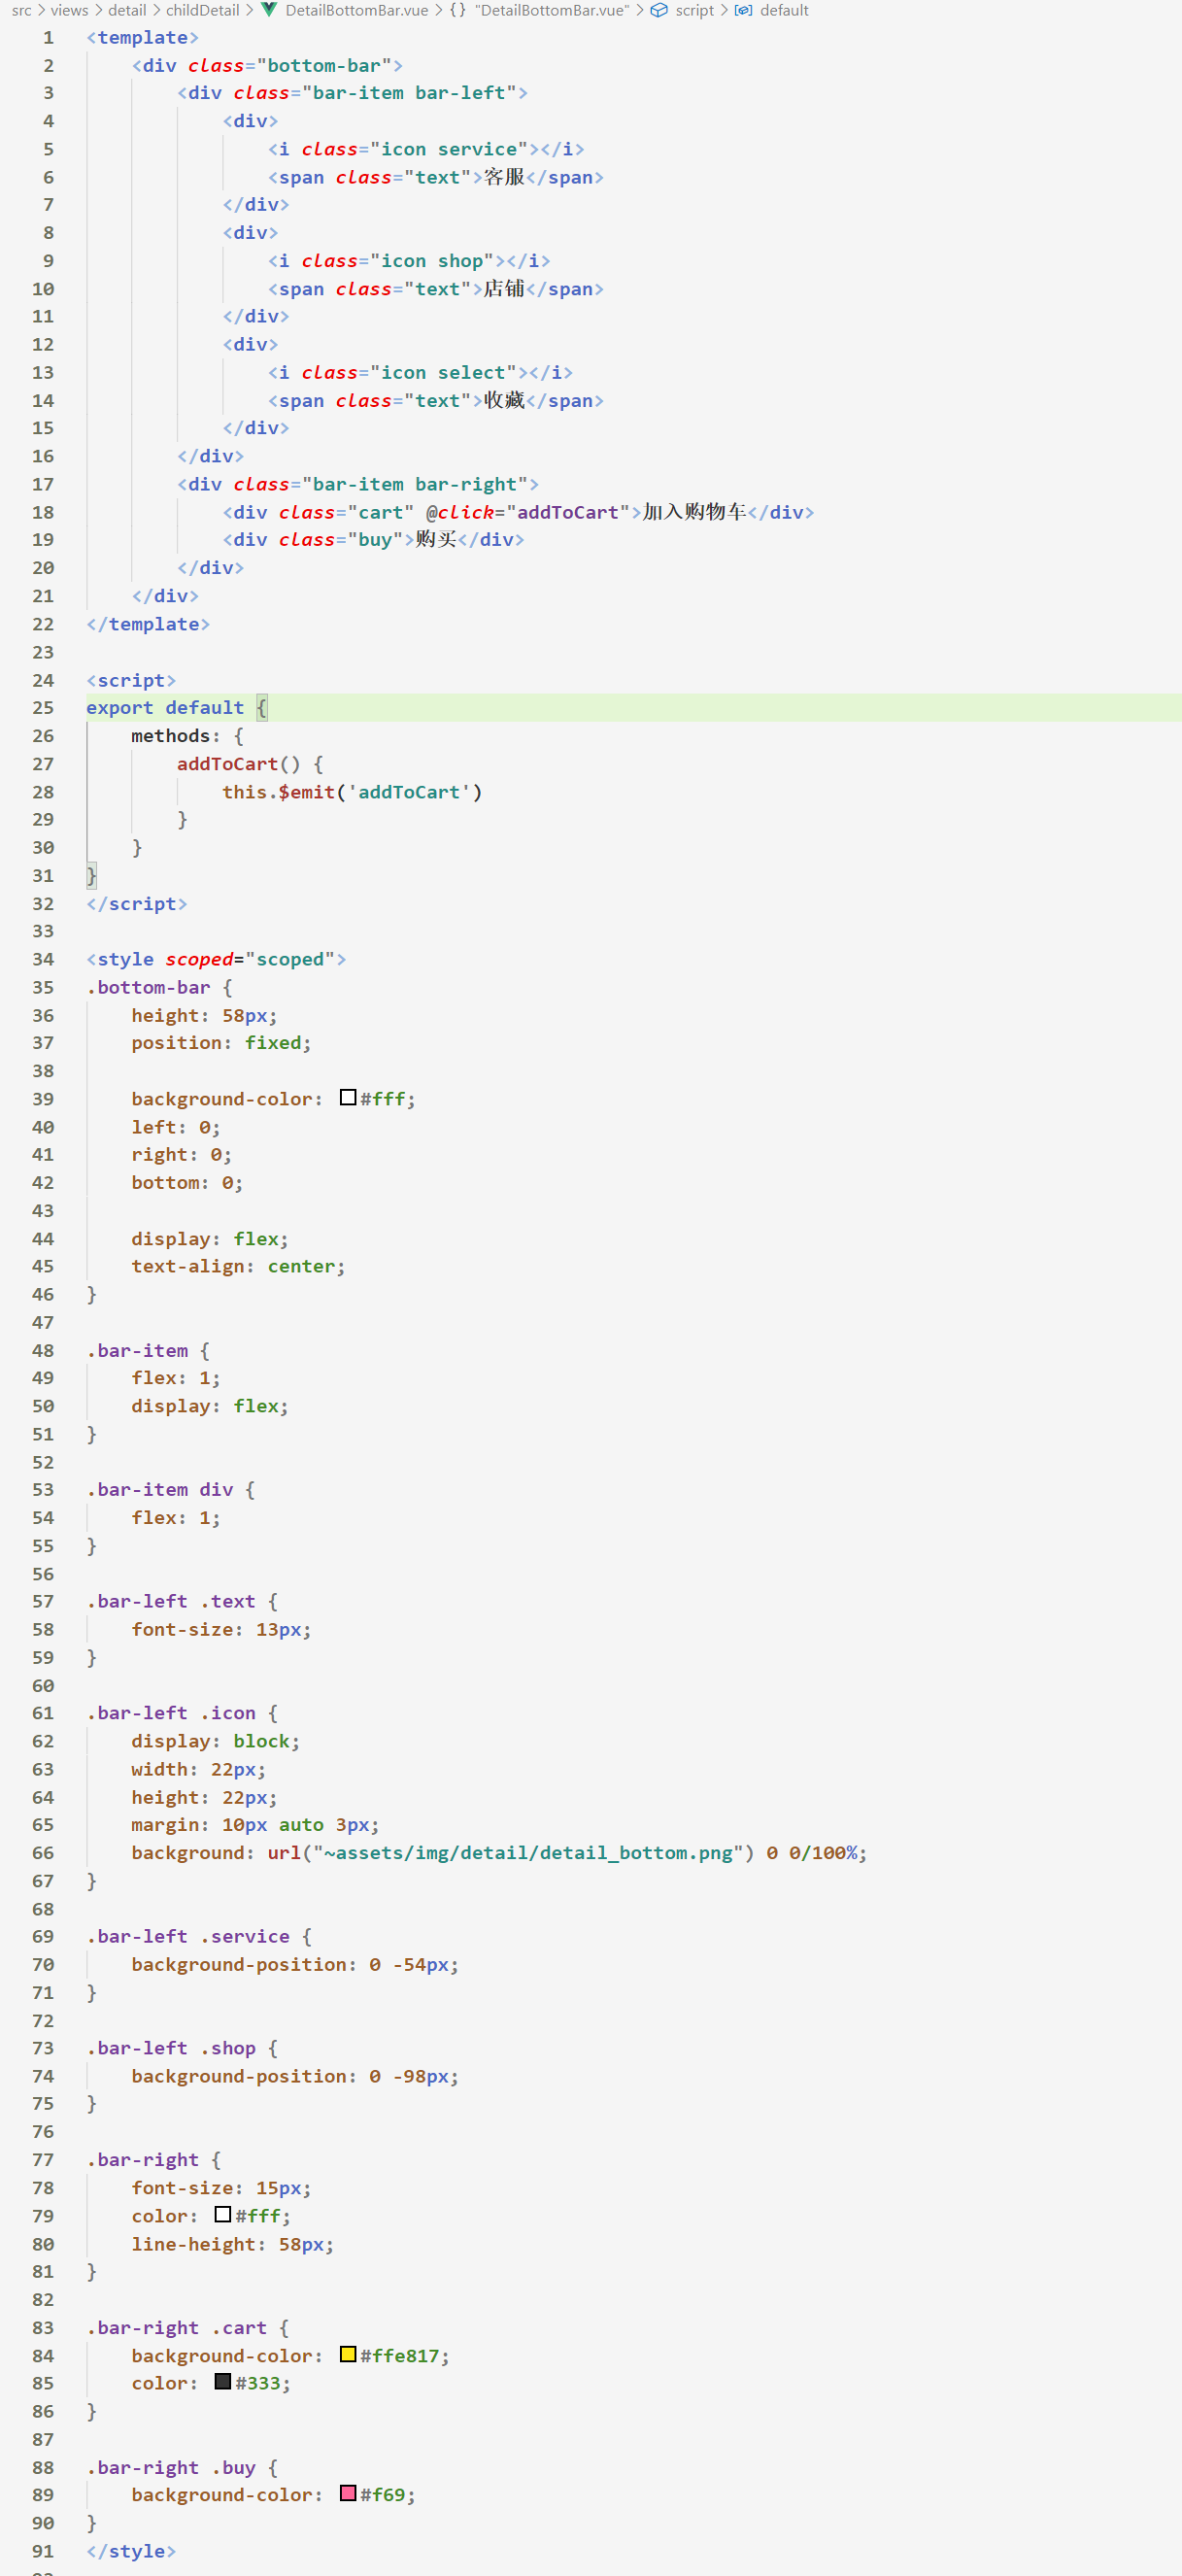 src > views > detail > childDetail > DetailBottomBar.vue > {} "DetailBottomBar.vue" > script > default
1 <template>
2     <div class="bottom-bar">
3         <div class="bar-item bar-left">
4             <div>
5                 <i class="icon service"></i>
6                 <span class="text">客服</span>
7             </div>
8             <div>
9                 <i class="icon shop"></i>
10                 <span class="text">店铺</span>
11             </div>
12             <div>
13                 <i class="icon select"></i>
14                 <span class="text">收藏</span>
15             </div>
16         </div>
17         <div class="bar-item bar-right">
18             <div class="cart" @click="addToCart">加入购物车</div>
19             <div class="buy">购买</div>
20         </div>
21     </div>
22 </template>
23
24 <script>
25 export default {
26     methods: {
27         addToCart() {
28             this.$emit('addToCart')
29         }
30     }
31 }
32 </script>
33
34 <style scoped="scoped">
35 .bottom-bar {
36     height: 58px;
37     position: fixed;
38
39     background-color: #fff;
40     left: 0;
41     right: 0;
42     bottom: 0;
43
44     display: flex;
45     text-align: center;
46 }
47
48 .bar-item {
49     flex: 1;
50     display: flex;
51 }
52
53 .bar-item div {
54     flex: 1;
55 }
56
57 .bar-left .text {
58     font-size: 13px;
59 }
60
61 .bar-left .icon {
62     display: block;
63     width: 22px;
64     height: 22px;
65     margin: 10px auto 3px;
66     background: url("~assets/img/detail/detail_bottom.png") 0 0/100%;
67 }
68
69 .bar-left .service {
70     background-position: 0 -54px;
71 }
72
73 .bar-left .shop {
74     background-position: 0 -98px;
75 }
76
77 .bar-right {
78     font-size: 15px;
79     color: #fff;
80     line-height: 58px;
81 }
82
83 .bar-right .cart {
84     background-color: #ffe817;
85     color: #333;
86 }
87
88 .bar-right .buy {
89     background-color: #f69;
90 }
91 </style>